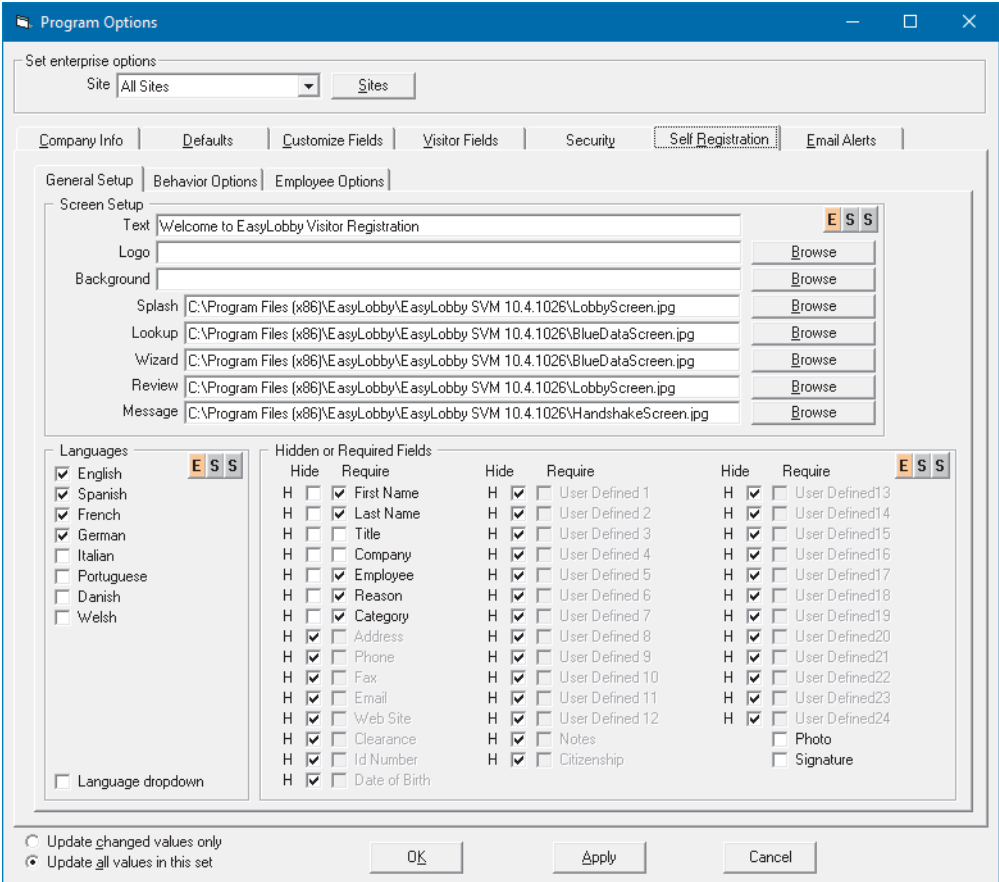 Program Options
Set enterprise options
Site All Sites Sites
Company Info Defaults Customize Fields Visitor Fields Security Self Registration Email Alerts
General Setup Behavior Options Employee Options
Screen Setup
Text Welcome to EasyLobby Visitor Registration E S S
Logo Browse
Background Browse
Splash C:\Program Files (x86)\EasyLobby\EasyLobby SVM 10.4.1026\LobbyScreen.jpg Browse
Lookup C:\Program Files (x86)\EasyLobby\EasyLobby SVM 10.4.1026\BlueDataScreen.jpg Browse
Wizard C:\Program Files (x86)\EasyLobby\EasyLobby SVM 10.4.1026\BlueDataScreen.jpg Browse
Review C:\Program Files (x86)\EasyLobby\EasyLobby SVM 10.4.1026\LobbyScreen.jpg Browse
Message C:\Program Files (x86)\EasyLobby\EasyLobby SVM 10.4.1026\HandshakeScreen.jpg Browse
Languages
E S S
English
Spanish
French
German
Italian
Portuguese
Danish
Welsh
Language dropdown
Hidden or Required Fields
E S S
Hide Require
H First Name
H Last Name
H Title
H Company
H Employee
H Reason
H Category
H Address
H Phone
H Fax
H Email
H Web Site
H Clearance
H Id Number
H Date of Birth
Hide Require
H User Defined 1
H User Defined 2
H User Defined 3
H User Defined 4
H User Defined 5
H User Defined 6
H User Defined 7
H User Defined 8
H User Defined 9
H User Defined 10
H User Defined 11
H User Defined 12
H Notes
H Citizenship
Hide Require
H User Defined13
H User Defined14
H User Defined15
H User Defined16
H User Defined17
H User Defined18
H User Defined19
H User Defined20
H User Defined21
H User Defined22
H User Defined23
H User Defined24
Photo
Signature
Update changed values only
Update all values in this set
OK Apply Cancel